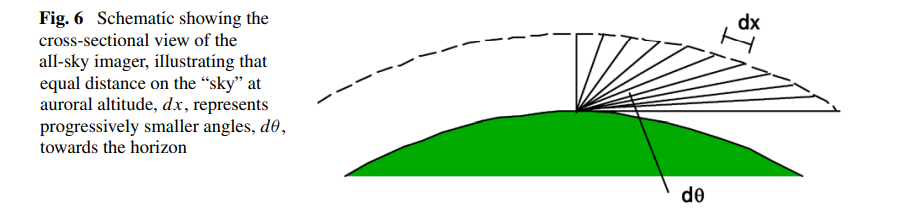 Fig. 6 Schematic showing the
cross-sectional view of the
all-sky imager, illustrating that
equal distance on the “sky” at
auroral altitude, dx, represents
progressively smaller angles, dθ,
towards the horizon
dx
dθ